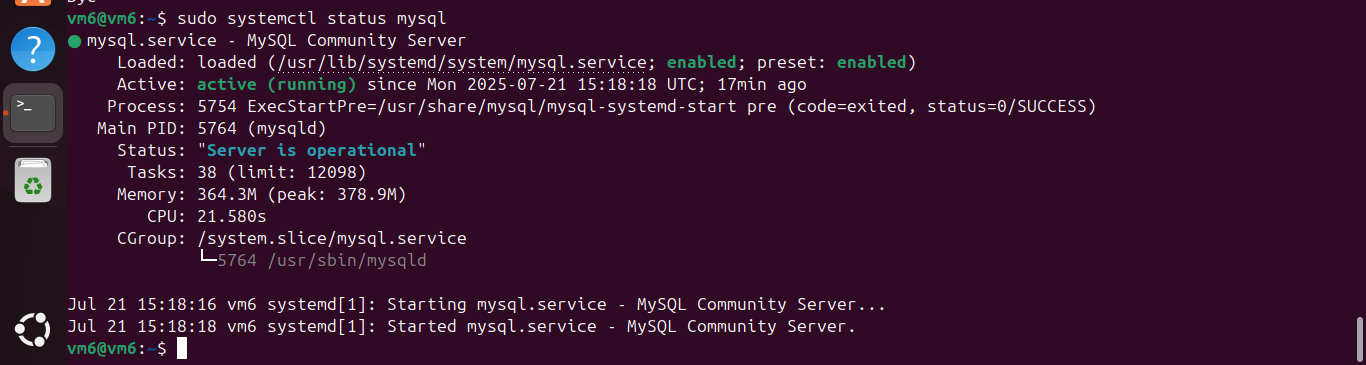 vm6@vm6:~$ sudo systemctl status mysql
● mysql.service - MySQL Community Server
Loaded: loaded (/usr/lib/systemd/system/mysql.service; enabled; preset: enabled)
Active: active (running) since Mon 2025-07-21 15:18:18 UTC; 17min ago
Process: 5754 ExecStartPre=/usr/share/mysql/mysql-systemd-start pre (code=exited, status=0/SUCCESS)
Main PID: 5764 (mysqld)
Status: "Server is operational"
Tasks: 38 (limit: 12098)
Memory: 364.3M (peak: 378.9M)
CPU: 21.580s
CGroup: /system.slice/mysql.service
└─5764 /usr/sbin/mysqld
Jul 21 15:18:16 vm6 systemd[1]: Starting mysql.service - MySQL Community Server...
Jul 21 15:18:18 vm6 systemd[1]: Started mysql.service - MySQL Community Server.
vm6@vm6:~$